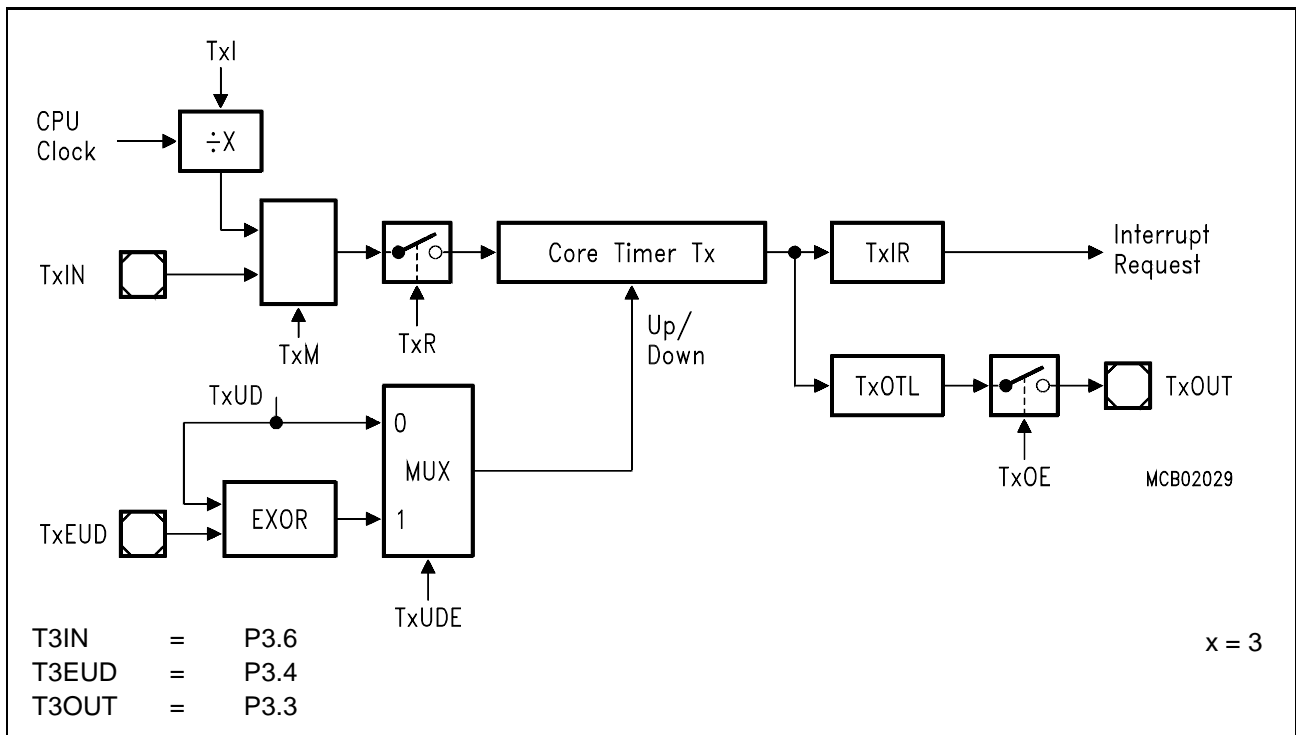 TxI
CPU
Clock
÷X
TxIN
TxM
TxR
Core Timer Tx
TxIR
Interrupt
Request
Up/
Down
TxUD
TxOTL
TxOUT
0
MUX
TxOE
MCB02029
TxEUD
EXOR
1
TxUDE
T3IN = P3.6
x = 3
T3EUD = P3.4
T3OUT = P3.3